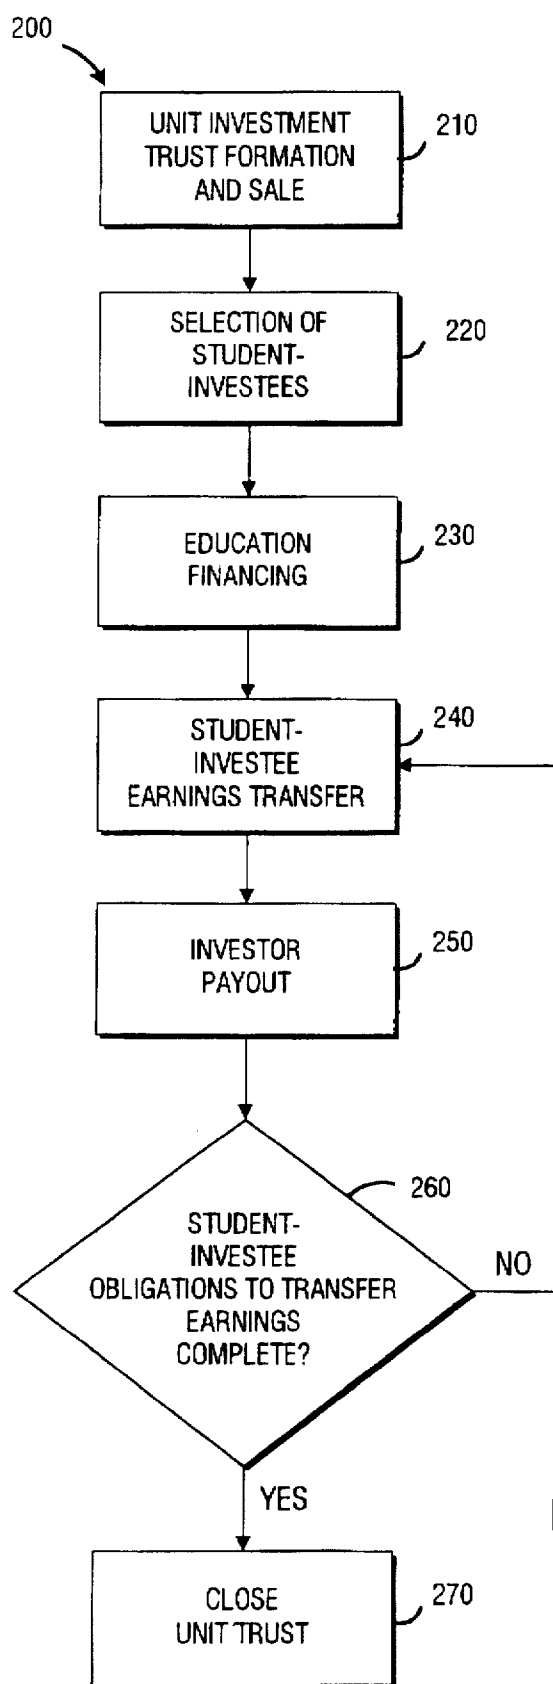 200
UNIT INVESTMENT
TRUST FORMATION
AND SALE
210
SELECTION OF
STUDENT-
INVESTEES
220
EDUCATION
FINANCING
230
STUDENT-
INVESTEE
EARNINGS TRANSFER
240
INVESTOR
PAYOUT
250
STUDENT-
INVESTEE
OBLIGATIONS TO TRANSFER
EARNINGS
COMPLETE?
260
NO
YES
CLOSE
UNIT TRUST
270